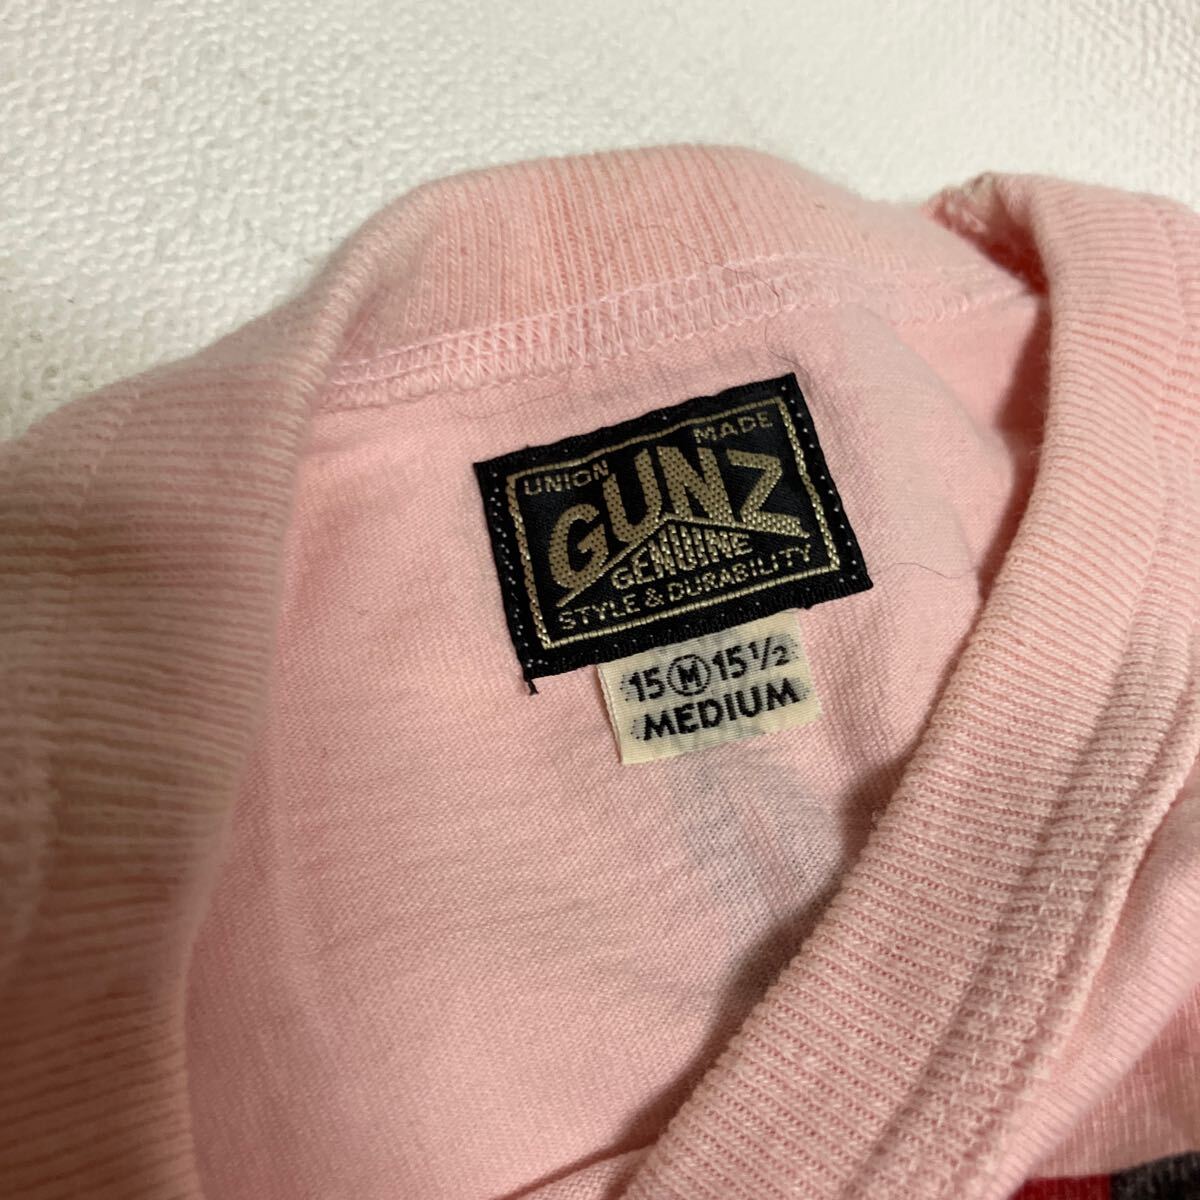 UNION MADE
GUNZ
GENUINE
STYLE & DURABILITY
15 M 15 1/2
MEDIUM